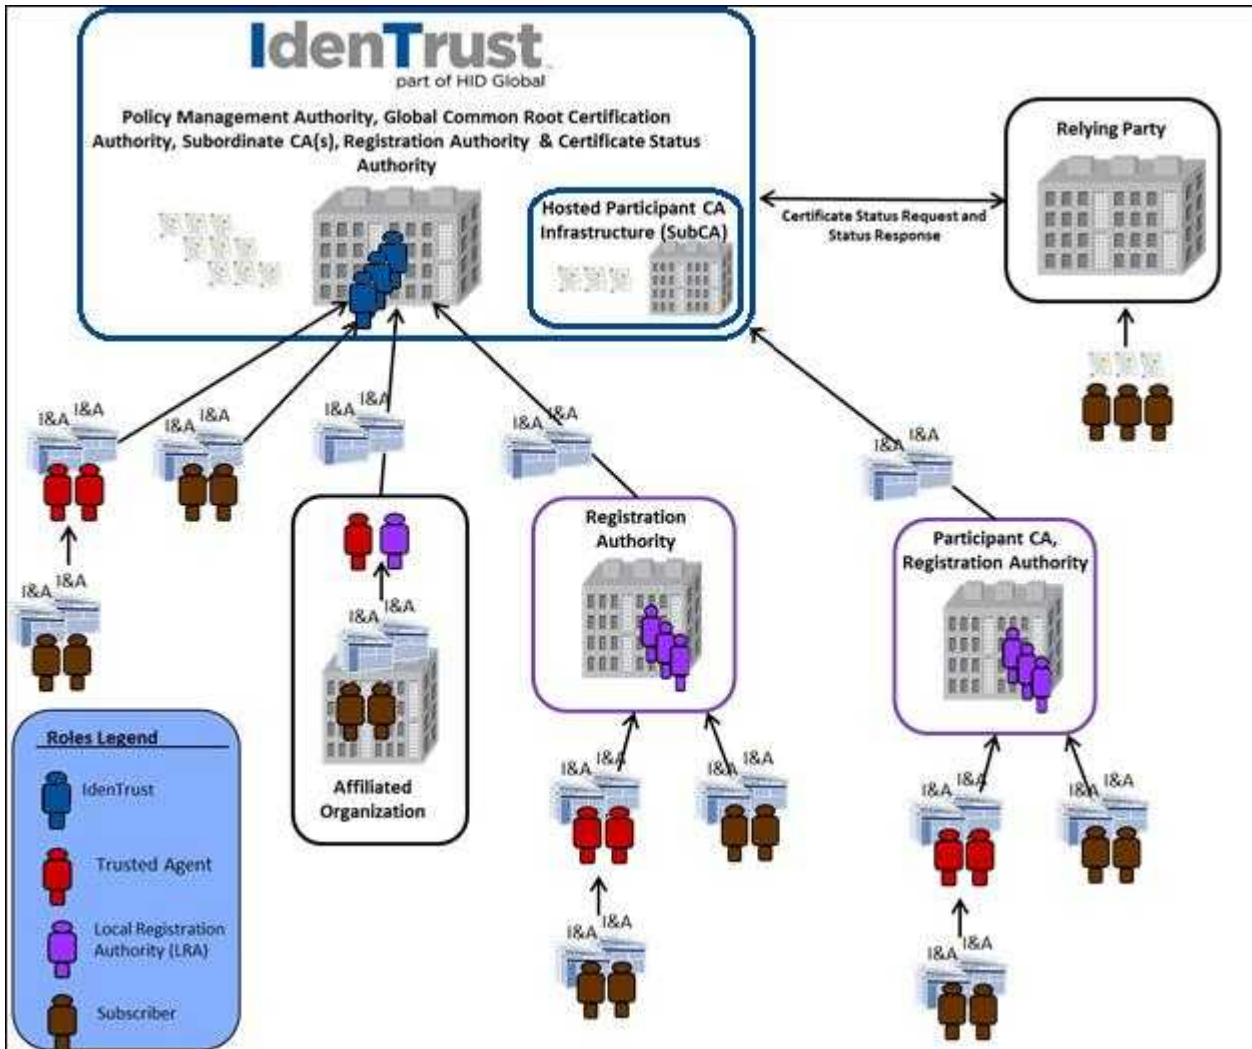 IdenTrust
part of HID Global
Policy Management Authority, Global Common Root Certification
Authority, Subordinate CA(s), Registration Authority & Certificate Status
Authority
Hosted Participant CA
Infrastructure (SubCA)
Relying Party
Certificate Status Request and
Status Response
I&A
I&A
I&A
I&A
I&A
I&A
I&A
I&A
I&A
I&A
Registration
Authority
Participant CA,
Registration Authority
I&A
I&A
I&A
I&A
Affiliated
Organization
I&A
I&A
I&A
I&A
I&A
I&A
I&A
I&A
I&A
I&A
I&A
I&A
Roles Legend
IdenTrust
Trusted Agent
Local Registration
Authority (LRA)
Subscriber